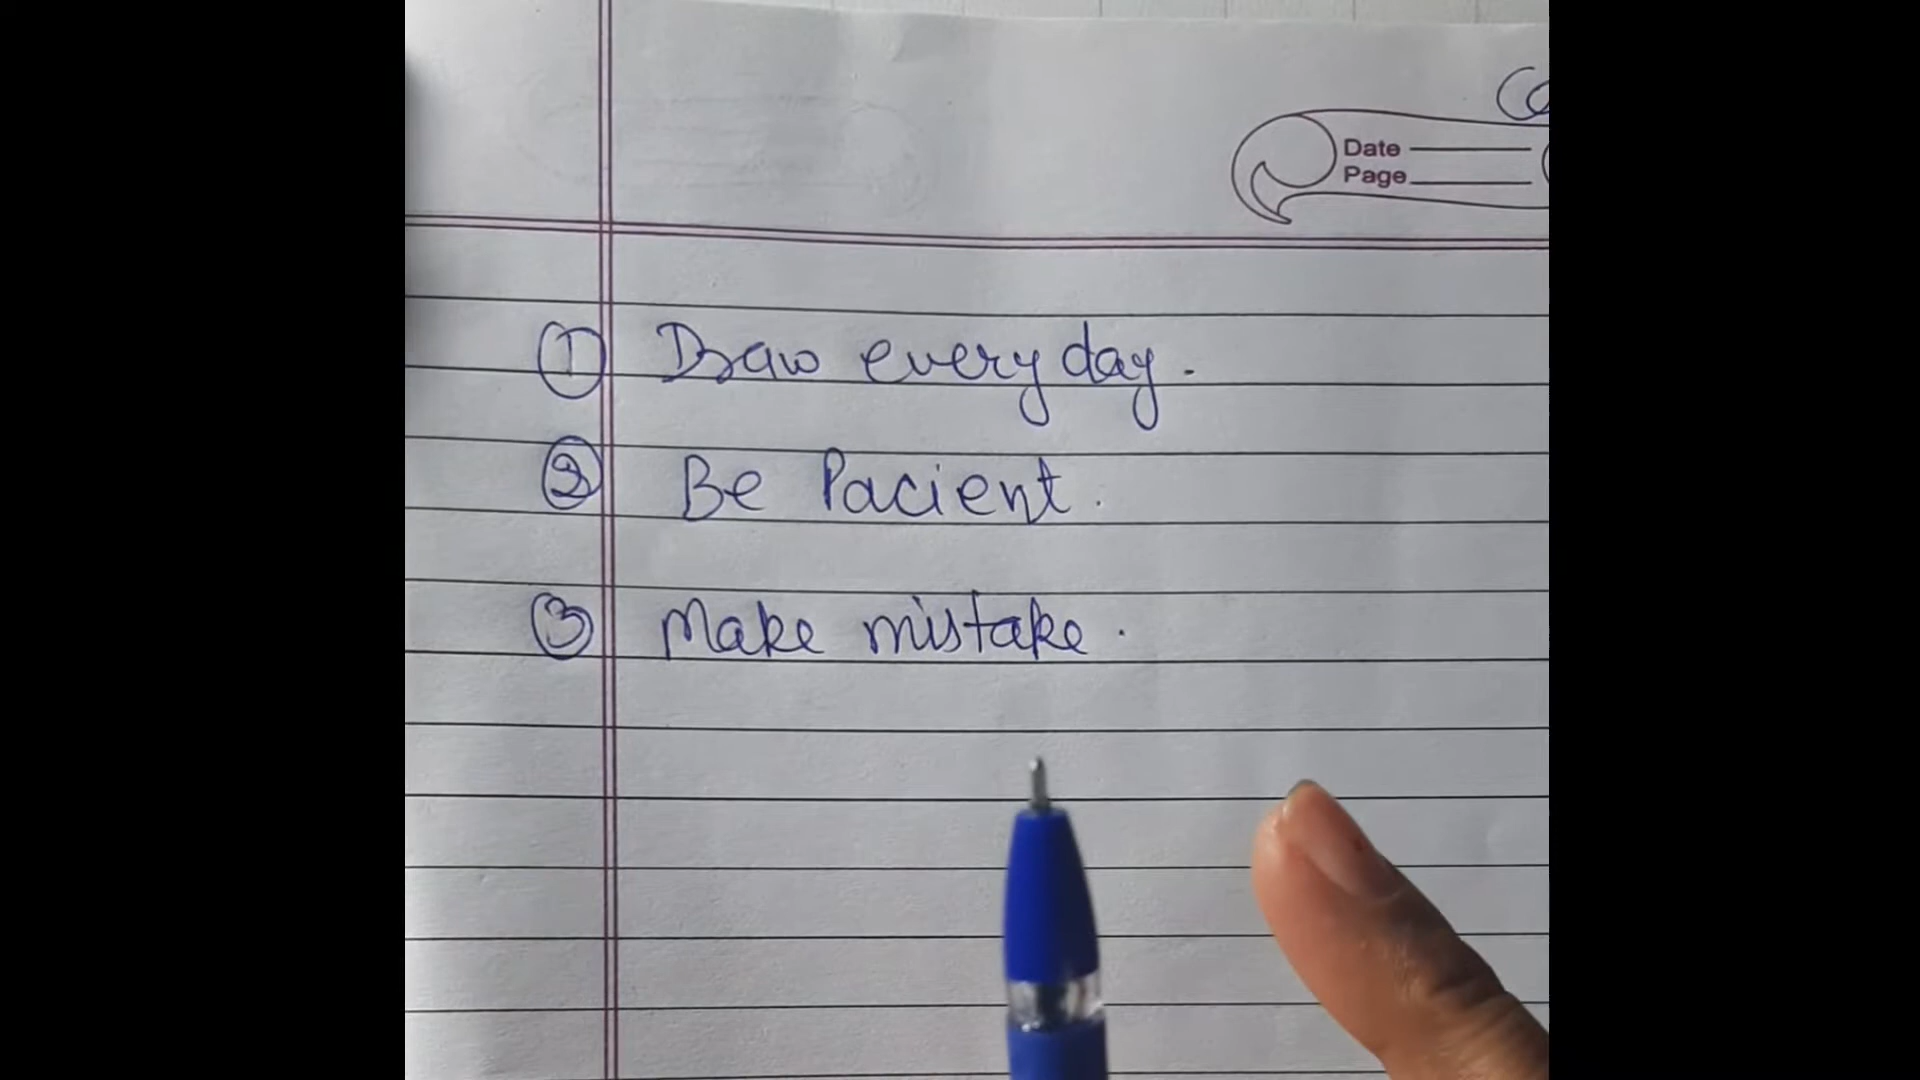 Date
Page
① Draw everyday.
② Be Pacient.
③ Make mistake.